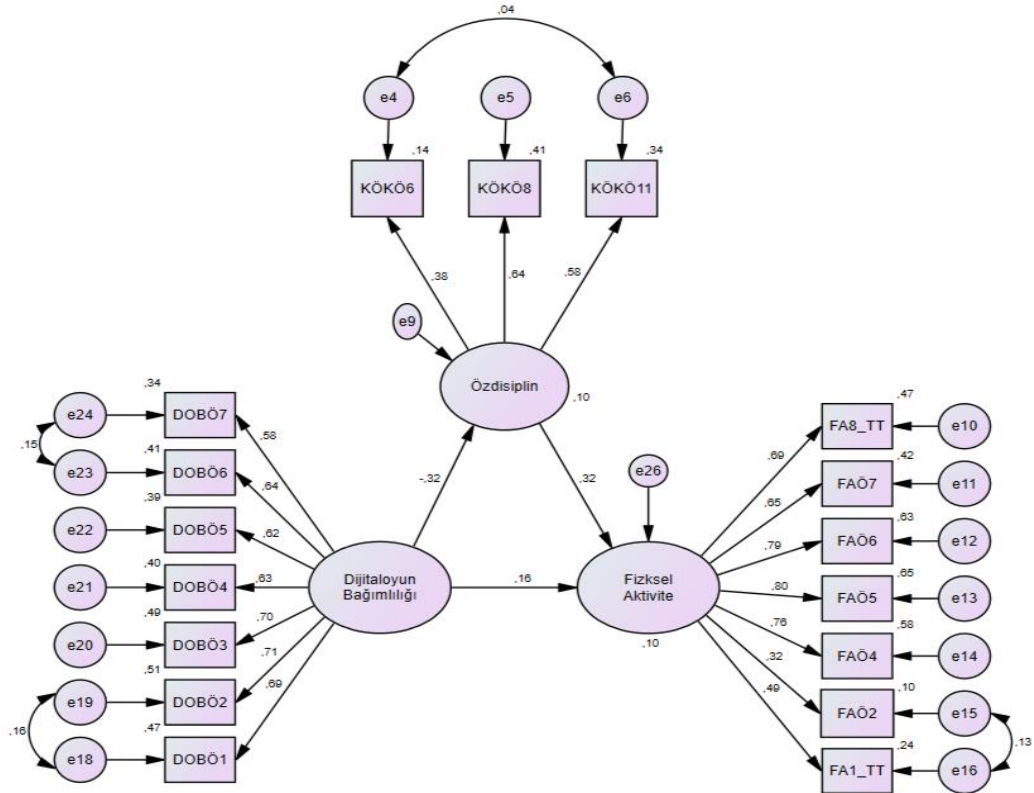 ,04
e4
e5
e6
,14
,41
,34
KÖKÖ6
KÖKÖ8
KÖKÖ11
,38
,64
,58
e9
Özdisiplin
,10
,34
e24
DOBÖ7
,15
,41
e23
DOBÖ6
,39
e22
DOBÖ5
,40
e21
DOBÖ4
,49
e20
DOBÖ3
,51
e19
DOBÖ2
,16
,47
e18
DOBÖ1
,58
,64
,62
,63
,70
,71
,69
Dijitaloyun
Bağımlılığı
-,32
,32
,16
e26
Fizksel
Aktivite
,10
,69
,65
,79
,80
,76
,32
,49
,47
FA8_TT
e10
,42
FAÖ7
e11
,63
FAÖ6
e12
,65
FAÖ5
e13
,58
FAÖ4
e14
,10
FAÖ2
e15
,13
,24
FA1_TT
e16